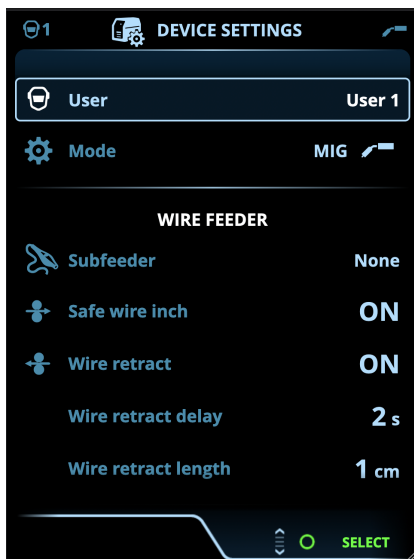 1 DEVICE SETTINGS
User User 1
Mode MIG
WIRE FEEDER
Subfeeder None
Safe wire inch ON
Wire retract ON
Wire retract delay 2 s
Wire retract length 1 cm
SELECT